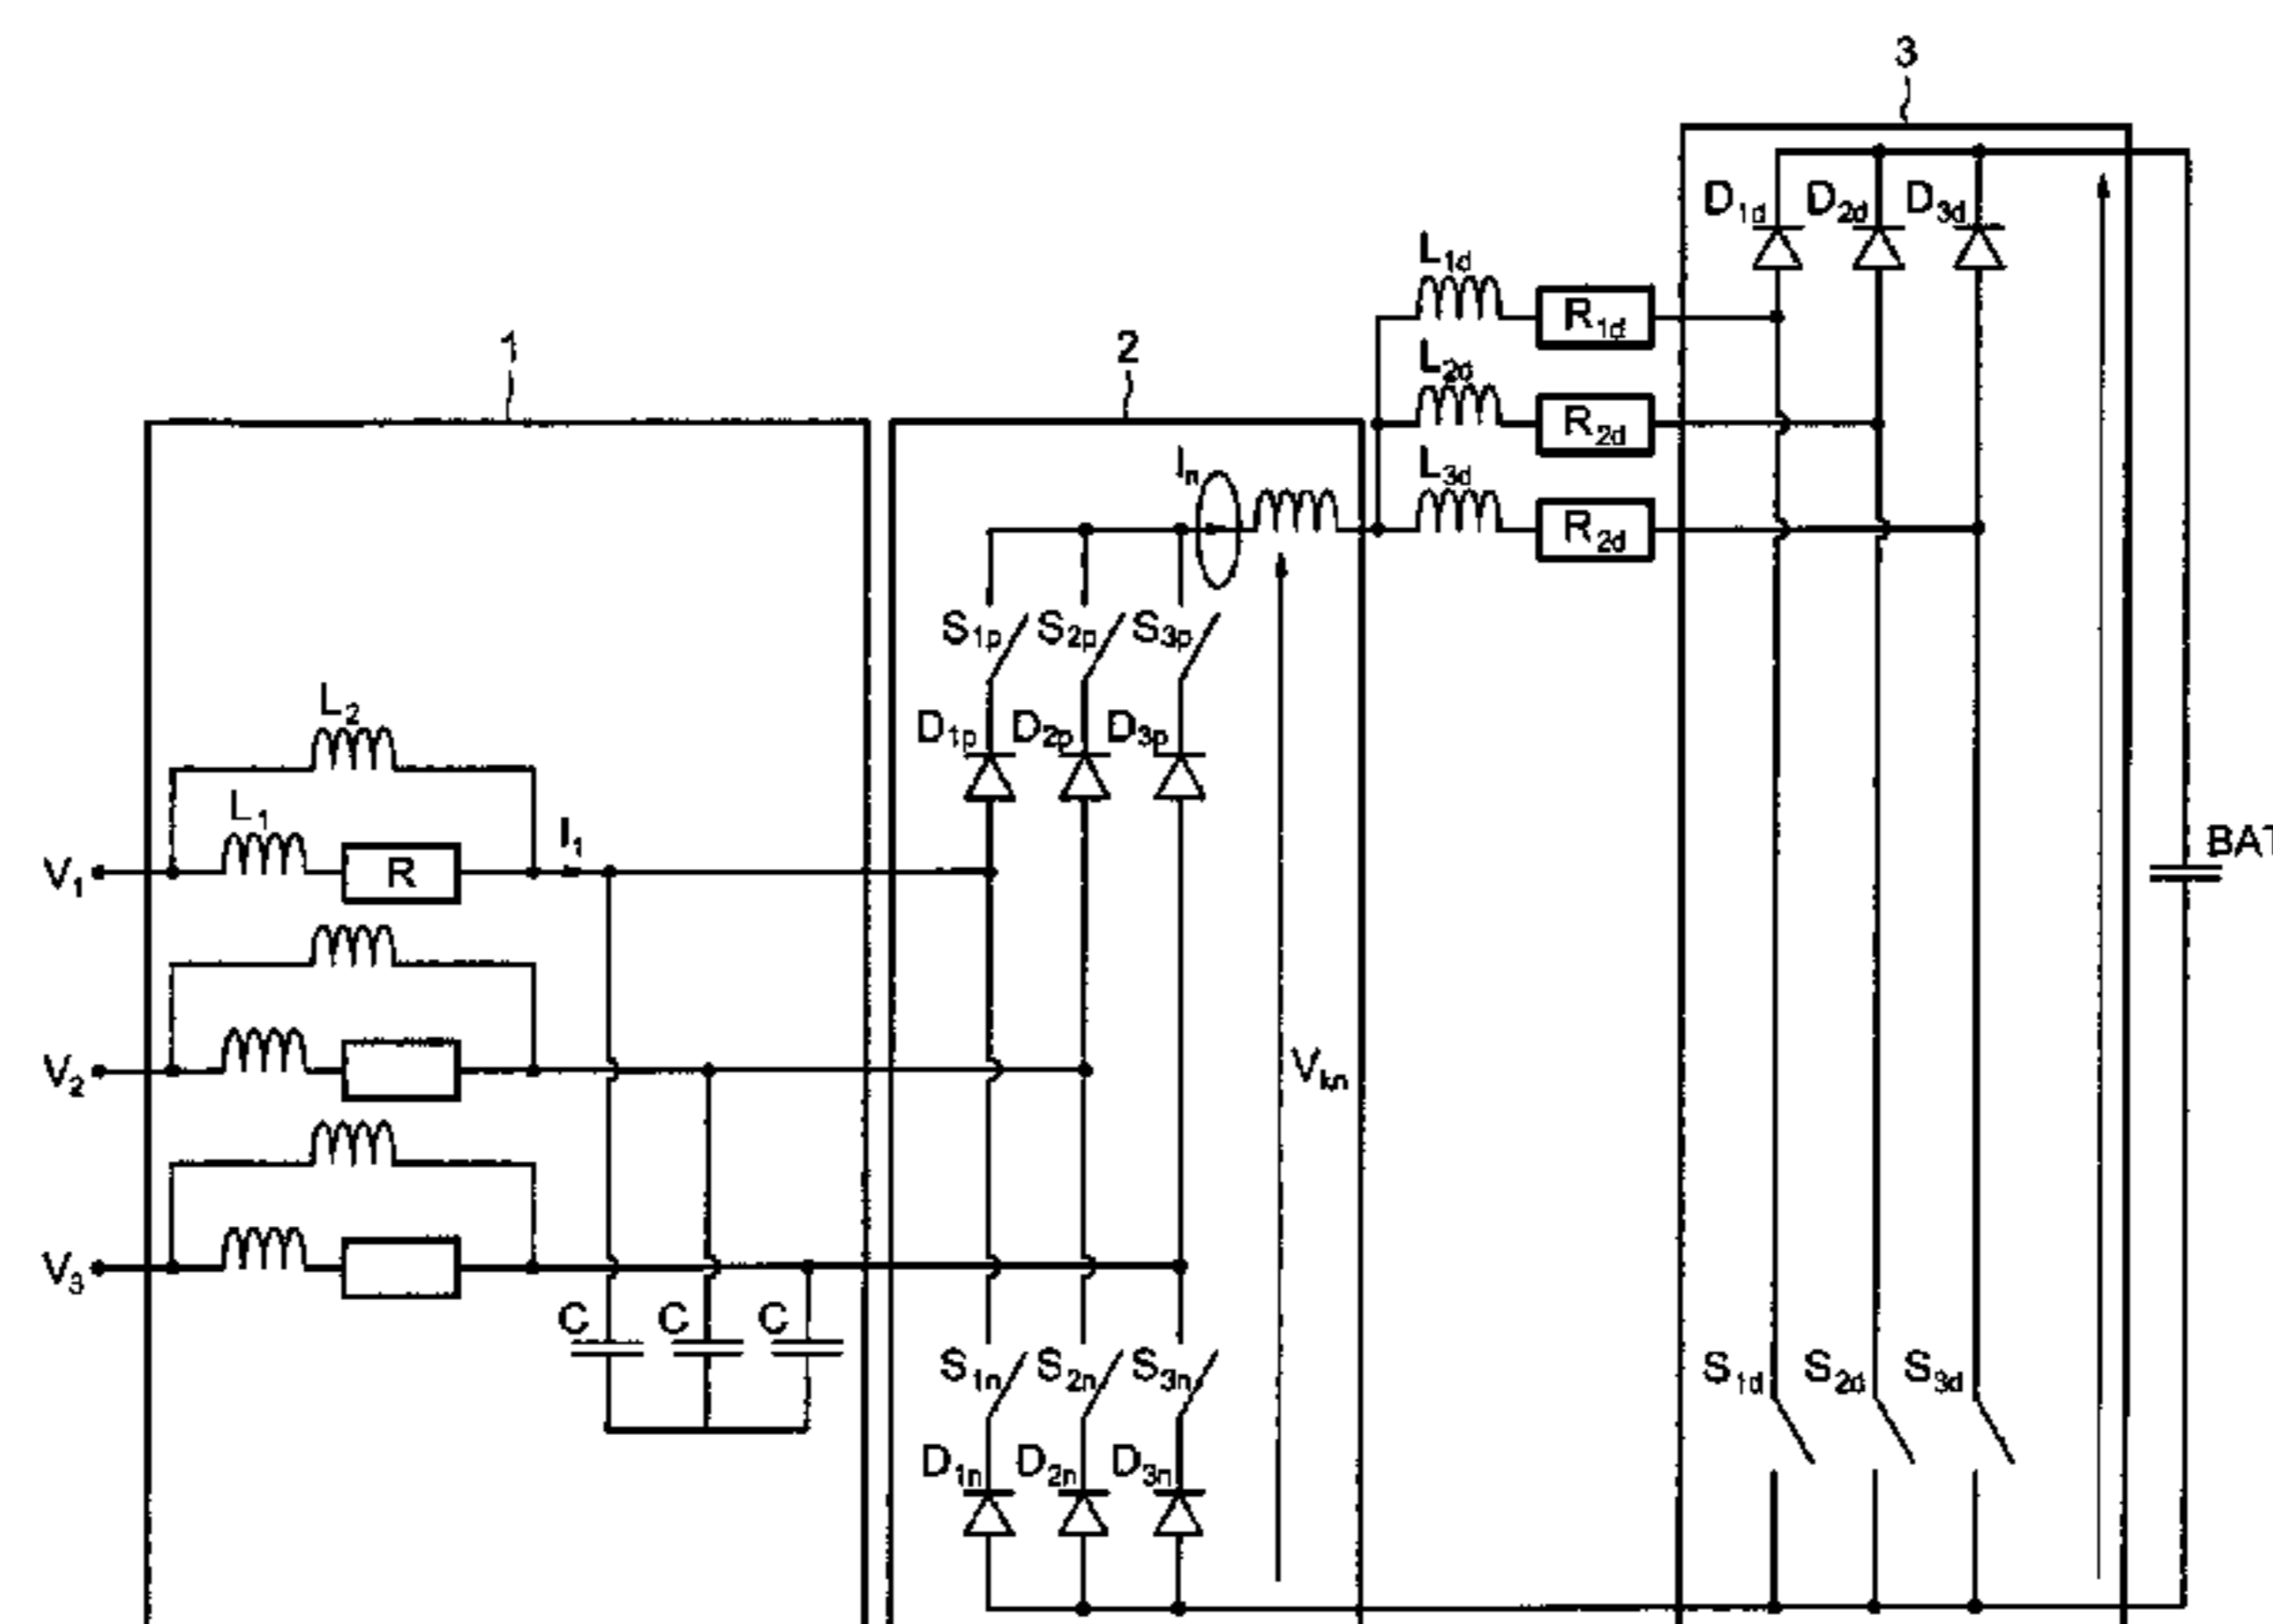 3
D1d D2d D3d
L1d
R1d
1
2
L2d
R2d
In
L3d
R2d
S1p S2p S3p
L2
D1p D2p D3p
L1
I1
BAT
V1
R
V2
Vkn
V3
C C C
S1n S2n S3n
S1d S2d S3d
D1n D2n D3n